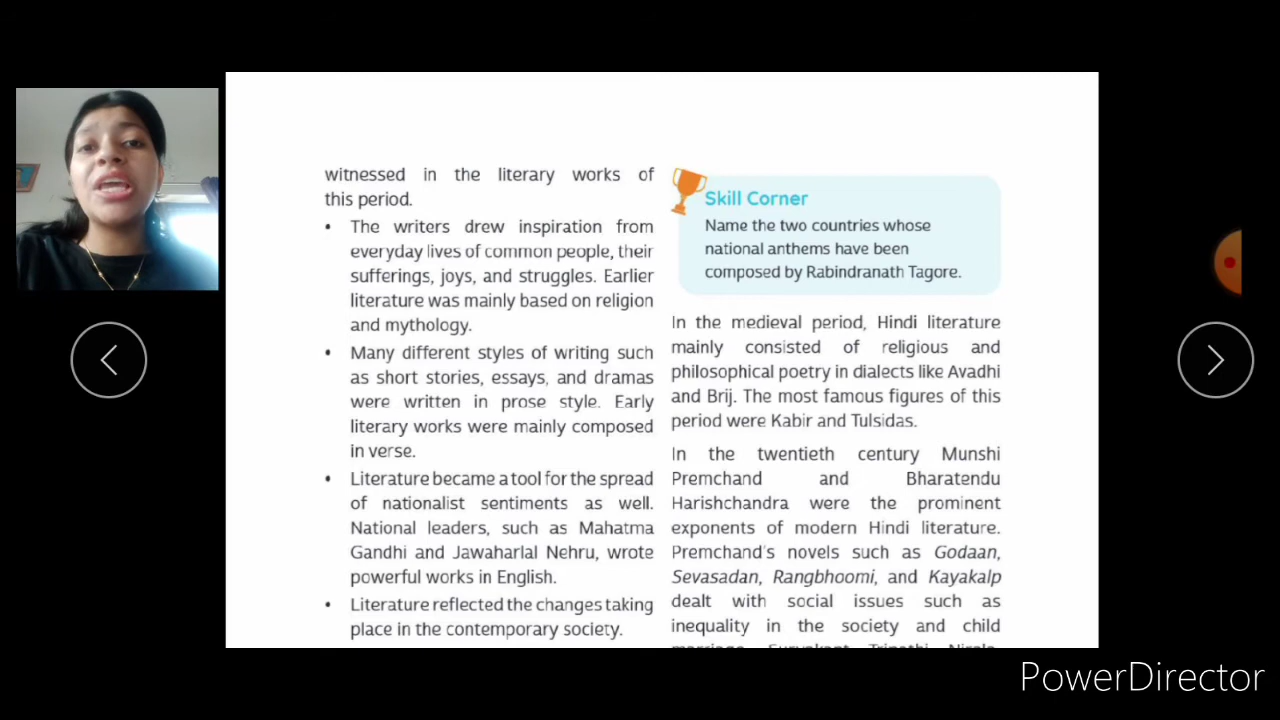 witnessed in the literary works of
this period.
• The writers drew inspiration from
everyday lives of common people, their
sufferings, joys, and struggles. Earlier
literature was mainly based on religion
and mythology.
• Many different styles of writing such
as short stories, essays, and dramas
were written in prose style. Early
literary works were mainly composed
in verse.
• Literature became a tool for the spread
of nationalist sentiments as well.
National leaders, such as Mahatma
Gandhi and Jawaharlal Nehru, wrote
powerful works in English.
• Literature reflected the changes taking
place in the contemporary society.
Skill Corner
Name the two countries whose
national anthems have been
composed by Rabindranath Tagore.
In the medieval period, Hindi literature
mainly consisted of religious and
philosophical poetry in dialects like Avadhi
and Brij. The most famous figures of this
period were Kabir and Tulsidas.
In the twentieth century Munshi
Premchand and Bharatendu
Harishchandra were the prominent
exponents of modern Hindi literature.
Premchand's novels such as Godaan,
Sevasadan, Rangbhoomi, and Kayakalp
dealt with social issues such as
inequality in the society and child
PowerDirector